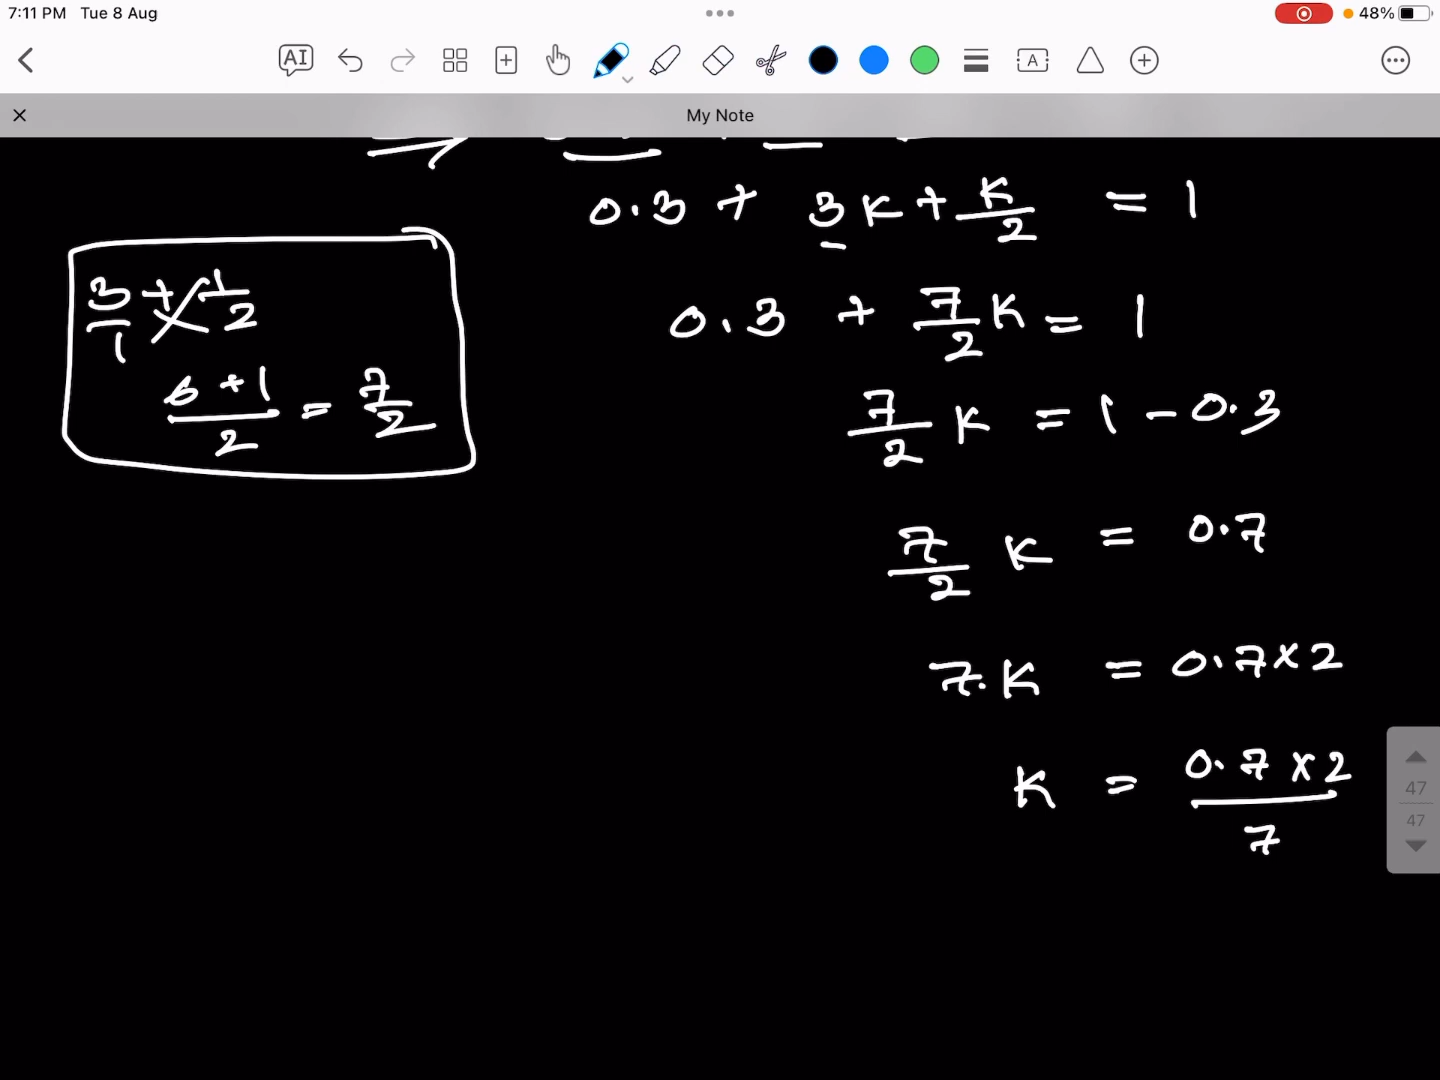 7:11 PM Tue 8 Aug
48%
AI
A
My Note
0.3 + 3K + K/2 = 1
3/1 + 1/2
6+1/2 = 7/2
0.3 + 7/2 K = 1
7/2 K = 1 - 0.3
7/2 K = 0.7
7.K = 0.7×2
K = 0.7×2/7
47
47